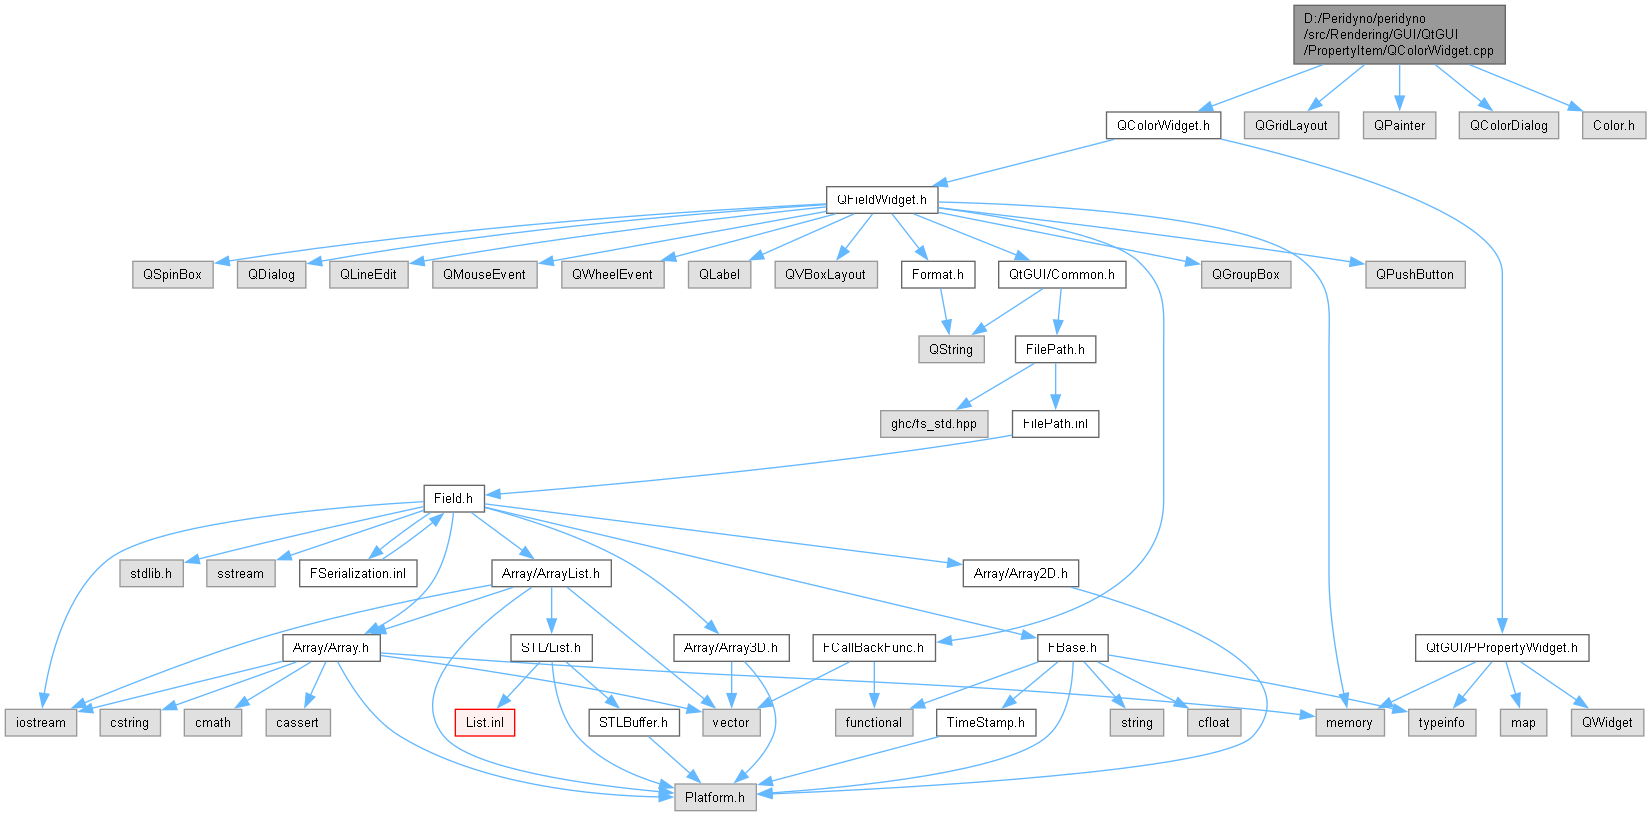 D:/Peridyno/peridyno
/src/Rendering/GUI/QtGUI
/PropertyItem/QColorWidget.cpp
QColorWidget.h
QGridLayout
QPainter
QColorDialog
Color.h
QFieldWidget.h
QSpinBox
QDialog
QLineEdit
QMouseEvent
QWheelEvent
QLabel
QVBoxLayout
Format.h
QtGUI/Common.h
QGroupBox
QPushButton
QString
FilePath.h
ghc/fs_std.hpp
FilePath.inl
Field.h
stdlib.h
sstream
FSerialization.inl
Array/ArrayList.h
Array/Array2D.h
Array/Array.h
STL/List.h
Array/Array3D.h
FCallBackFunc.h
FBase.h
QtGUI/PPropertyWidget.h
iostream
cstring
cmath
cassert
List.inl
STLBuffer.h
vector
functional
TimeStamp.h
string
cfloat
memory
typeinfo
map
QWidget
Platform.h